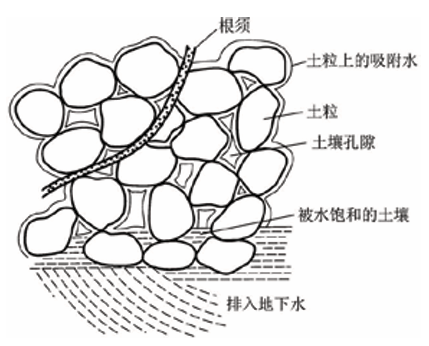 根须
土粒上的吸附水
土粒
土壤孔隙
被水饱和的土壤
排入地下水